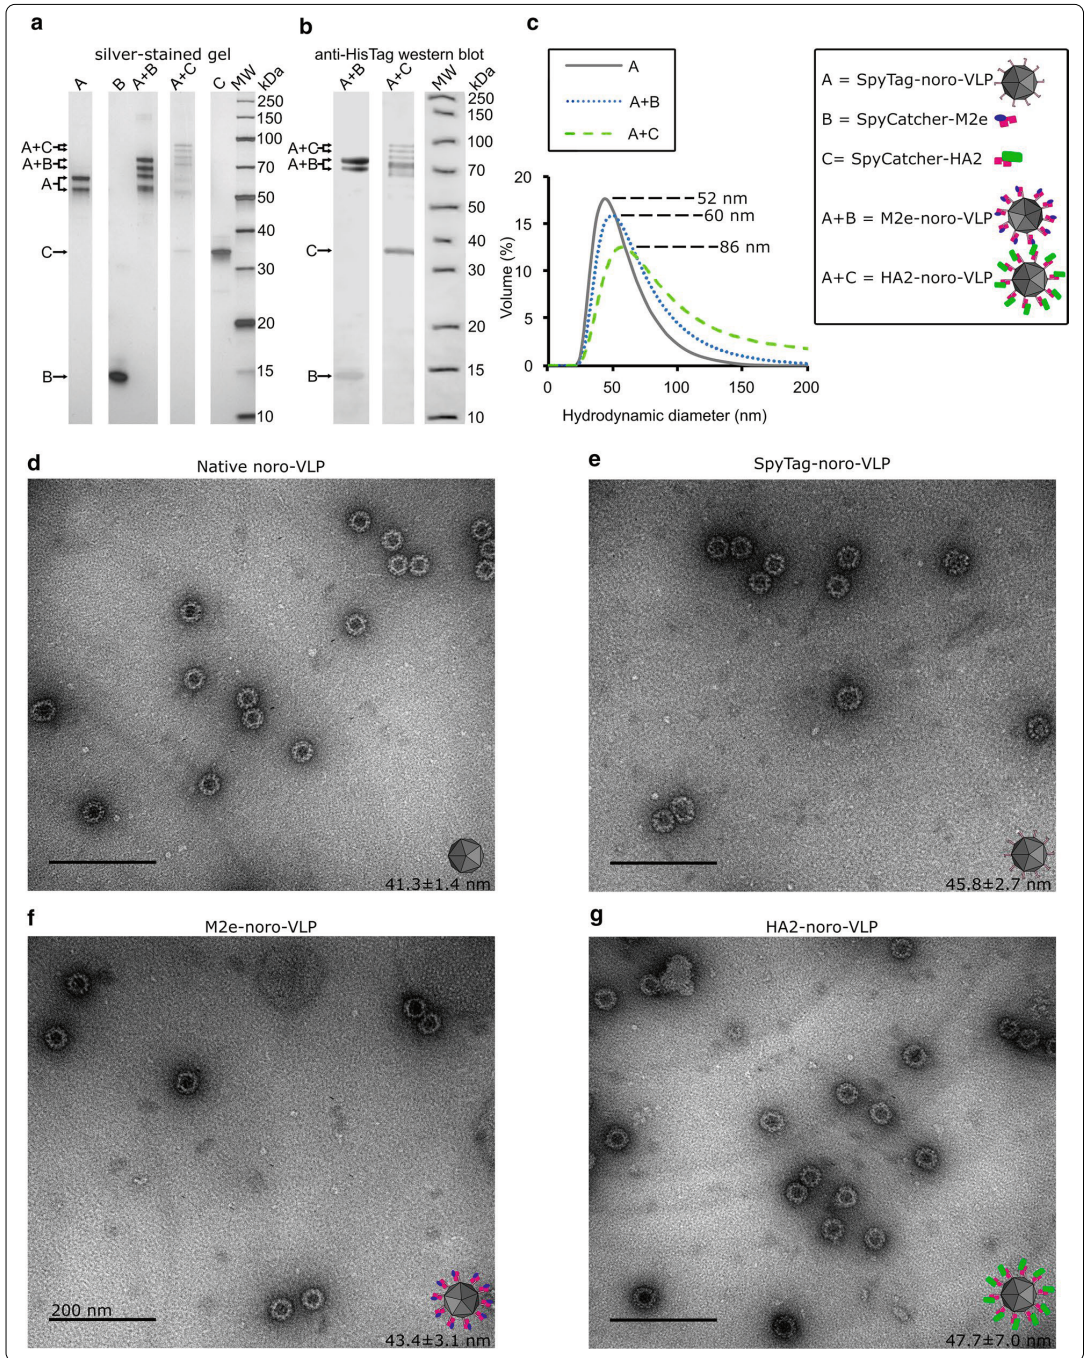 a
silver-stained gel
A
B
A+B
A+C
C
MW
kDa
250
150
100
70
50
40
30
20
15
10
A+C
A+B
A
C
B
b
anti-HisTag western blot
A+B
A+C
MW
kDa
250
150
100
70
50
40
30
20
15
10
A+C
A+B
C
B
c
A
A+B
A+C
20
15
10
5
0
Volume (%)
52 nm
60 nm
86 nm
0
50
100
150
200
Hydrodynamic diameter (nm)
A = SpyTag-noro-VLP
B = SpyCatcher-M2e
C= SpyCatcher-HA2
A+B = M2e-noro-VLP
A+C = HA2-noro-VLP
d
Native noro-VLP
41.3±1.4 nm
e
SpyTag-noro-VLP
45.8±2.7 nm
f
M2e-noro-VLP
200 nm
43.4±3.1 nm
g
HA2-noro-VLP
47.7±7.0 nm